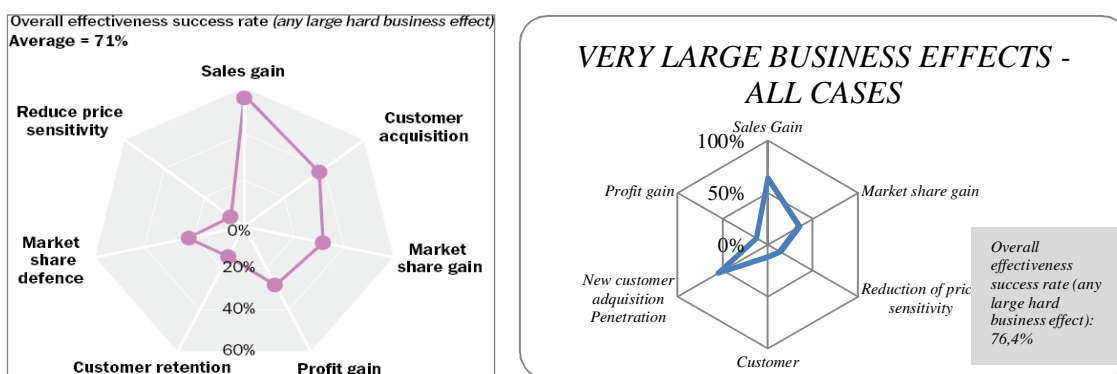 Overall effectiveness success rate (any large hard business effect)
Average = 71%
Sales gain
Reduce price
sensitivity
Customer
acquisition
Market
share
defence
Market
share gain
0%
20%
40%
60%
Customer retention
Profit gain
VERY LARGE BUSINESS EFFECTS -
ALL CASES
Sales Gain
100%
Profit gain
50%
Market share gain
0%
New customer
adquisition
Penetration
Reduction of pric
sensitivity
Customer
Overall
effectiveness
success rate (any
large hard
business effect):
76,4%